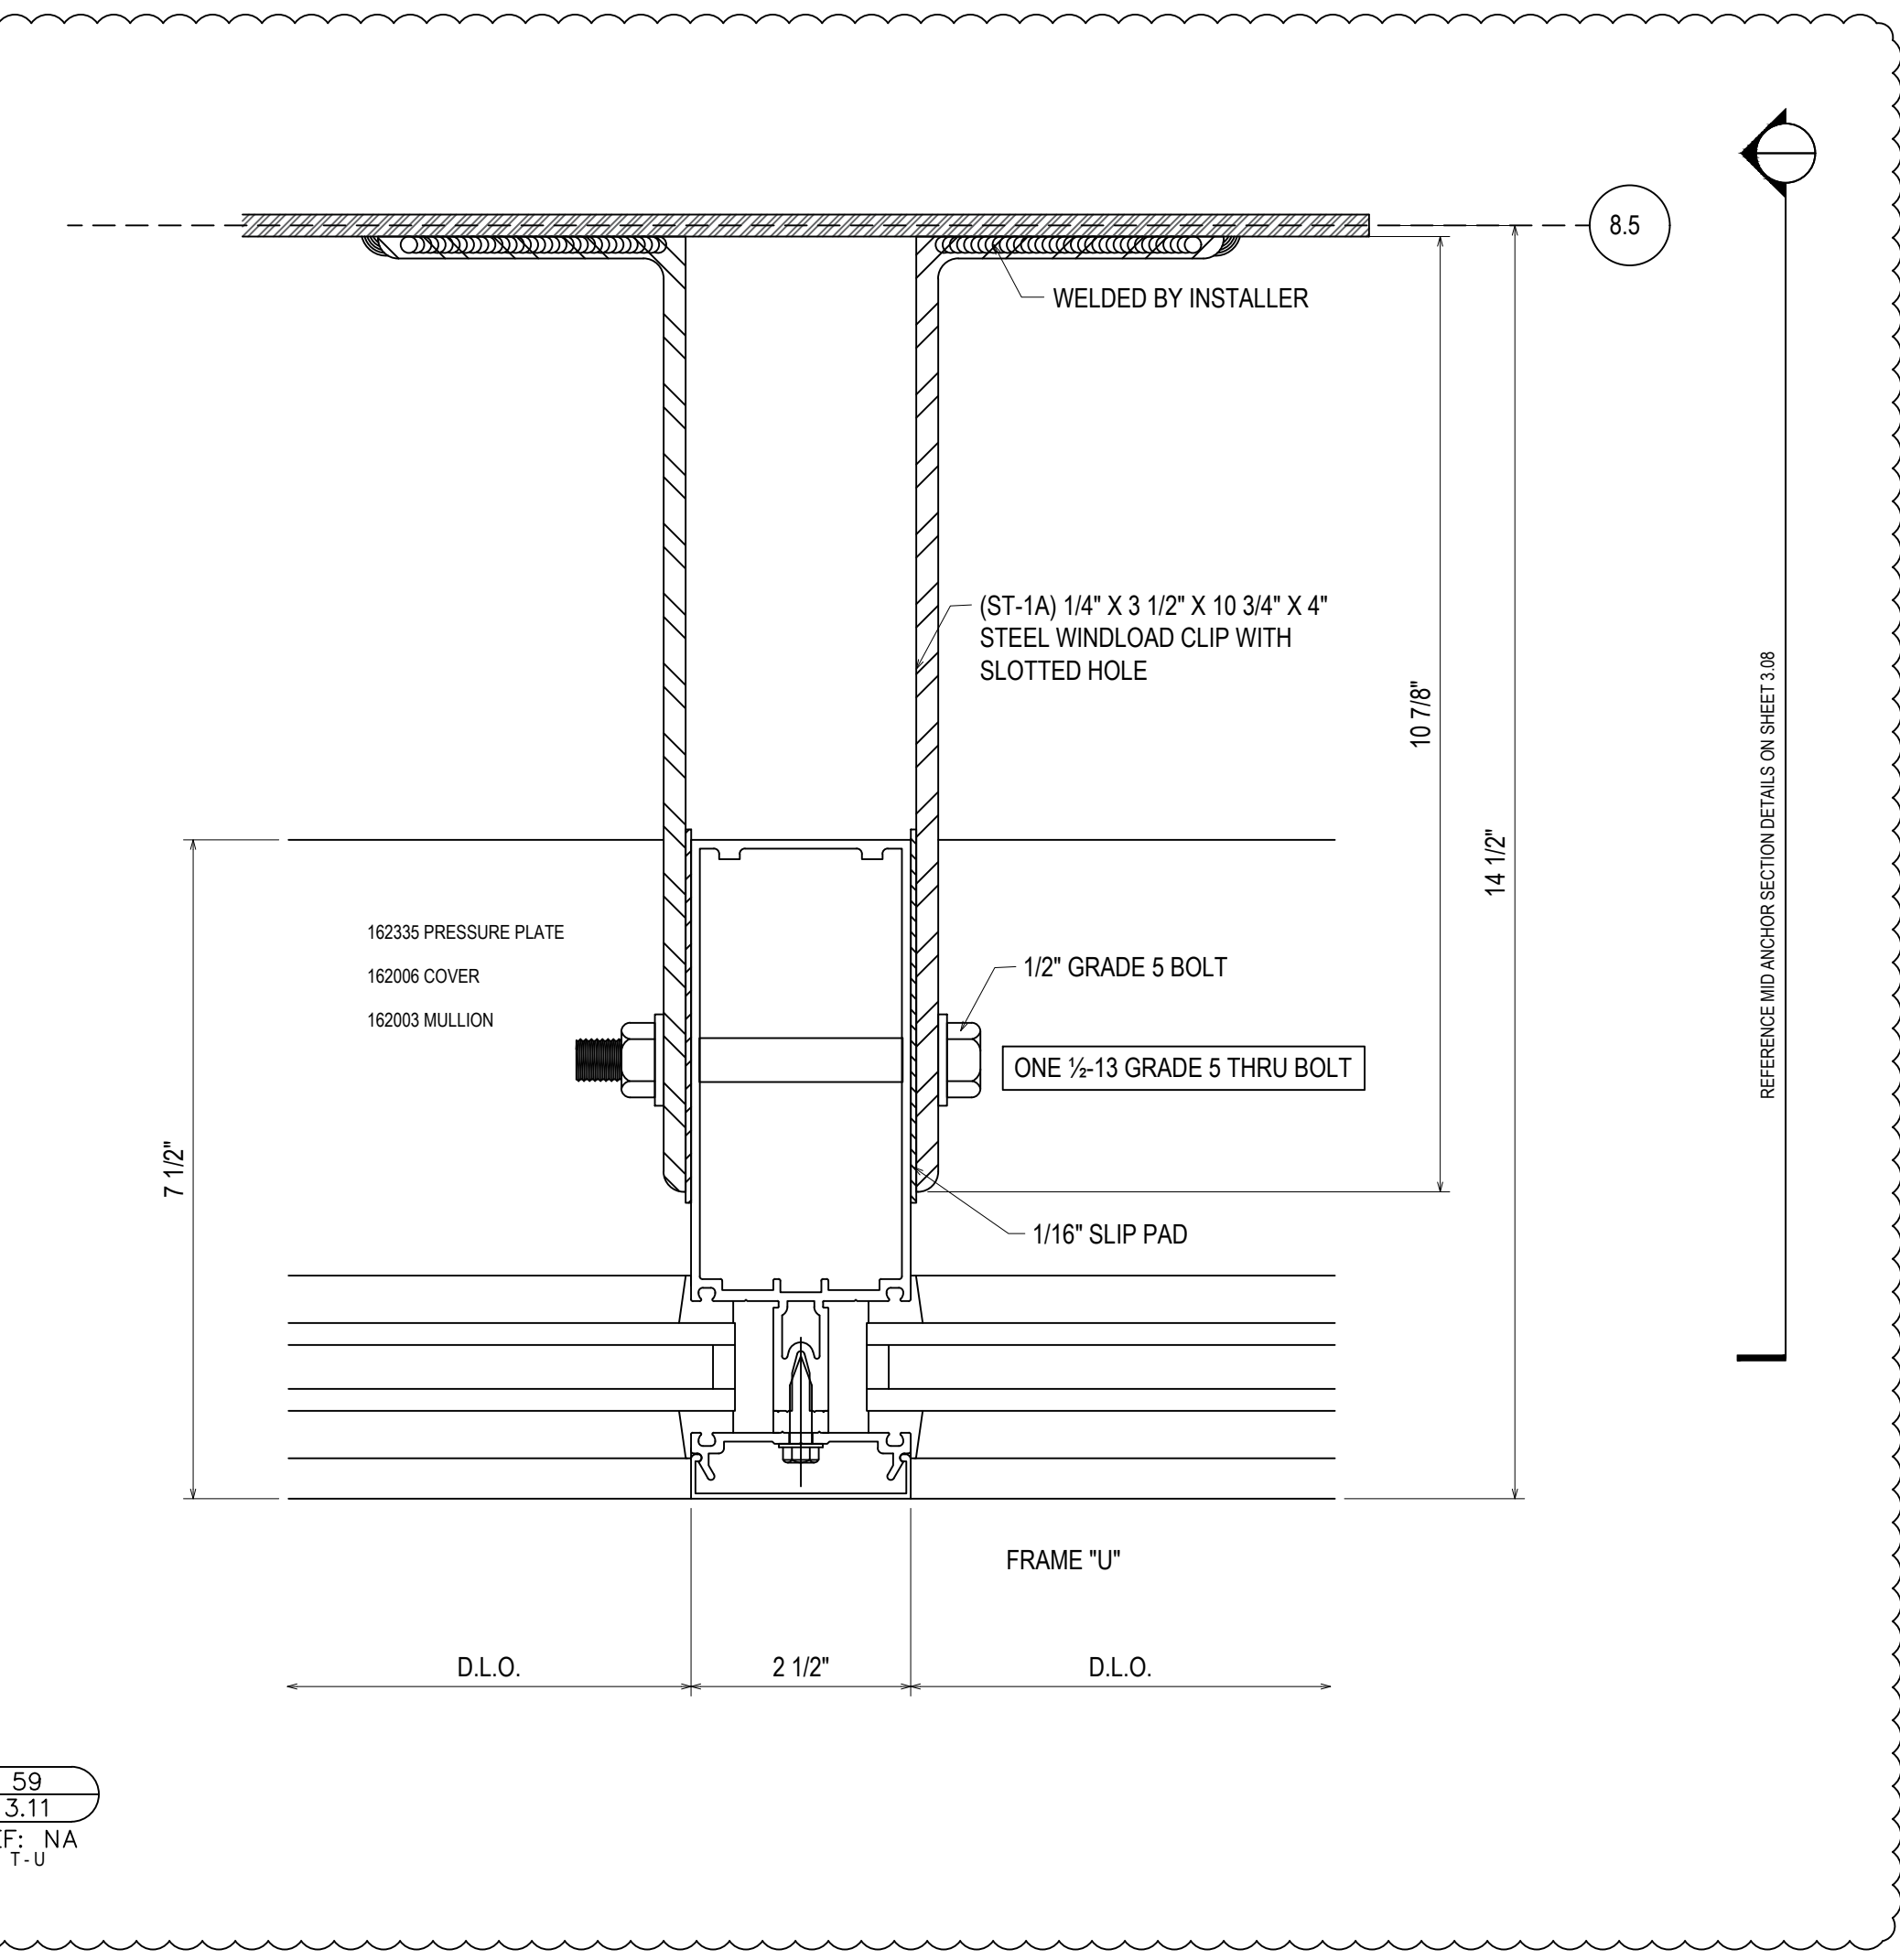 8.5
WELDED BY INSTALLER
(ST-1A) 1/4" X 3 1/2" X 10 3/4" X 4"
STEEL WINDLOAD CLIP WITH
SLOTTED HOLE
10 7/8"
14 1/2"
REFERENCE MID ANCHOR SECTION DETAILS ON SHEET 3.08
162335 PRESSURE PLATE
162006 COVER
162003 MULLION
1/2" GRADE 5 BOLT
ONE ½-13 GRADE 5 THRU BOLT
7 1/2"
1/16" SLIP PAD
FRAME "U"
D.L.O.
2 1/2"
D.L.O.
59
3.11
F: NA
T-U